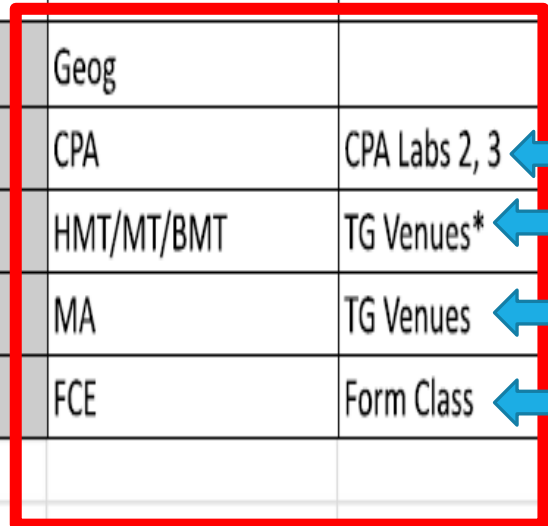 Geog
CPA CPA Labs 2, 3
HMT/MT/BMT TG Venues*
MA TG Venues
FCE Form Class